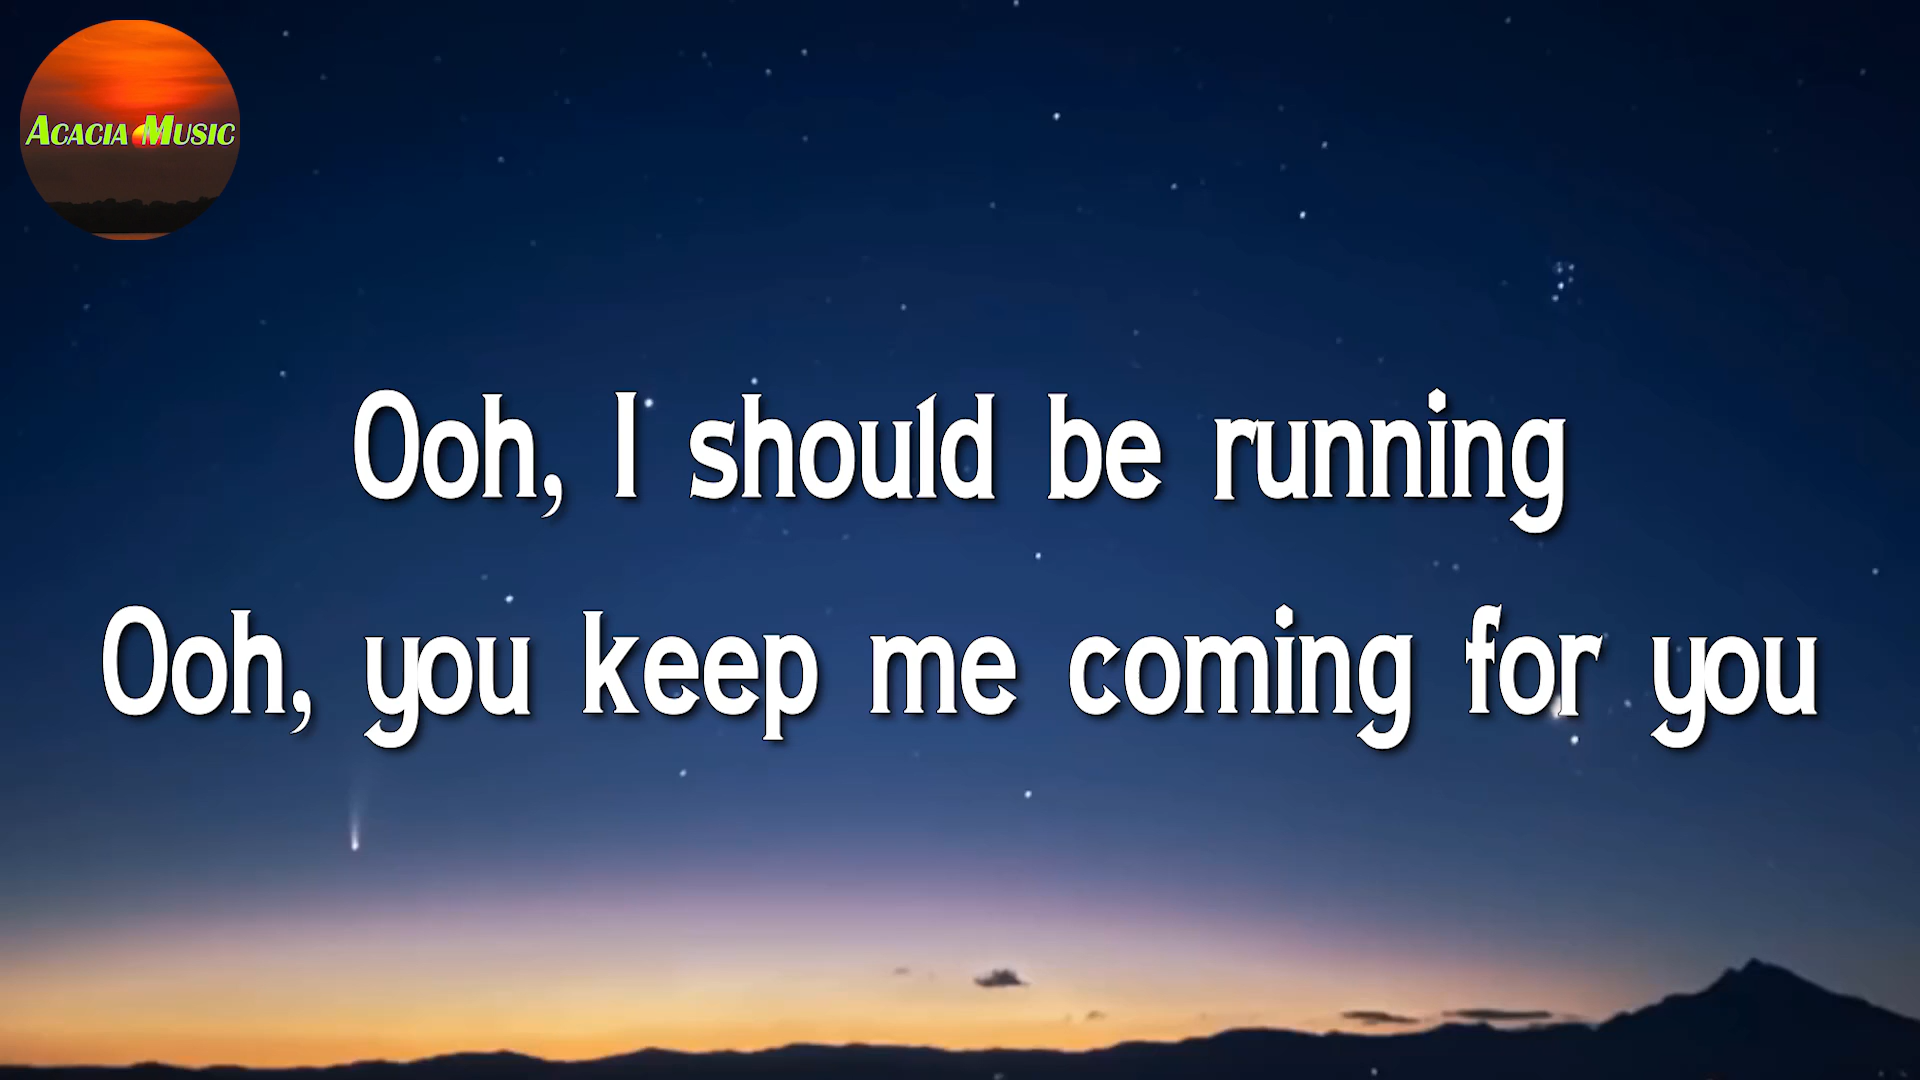 Acacia Music
Ooh, I should be running
Ooh, you keep me coming for you